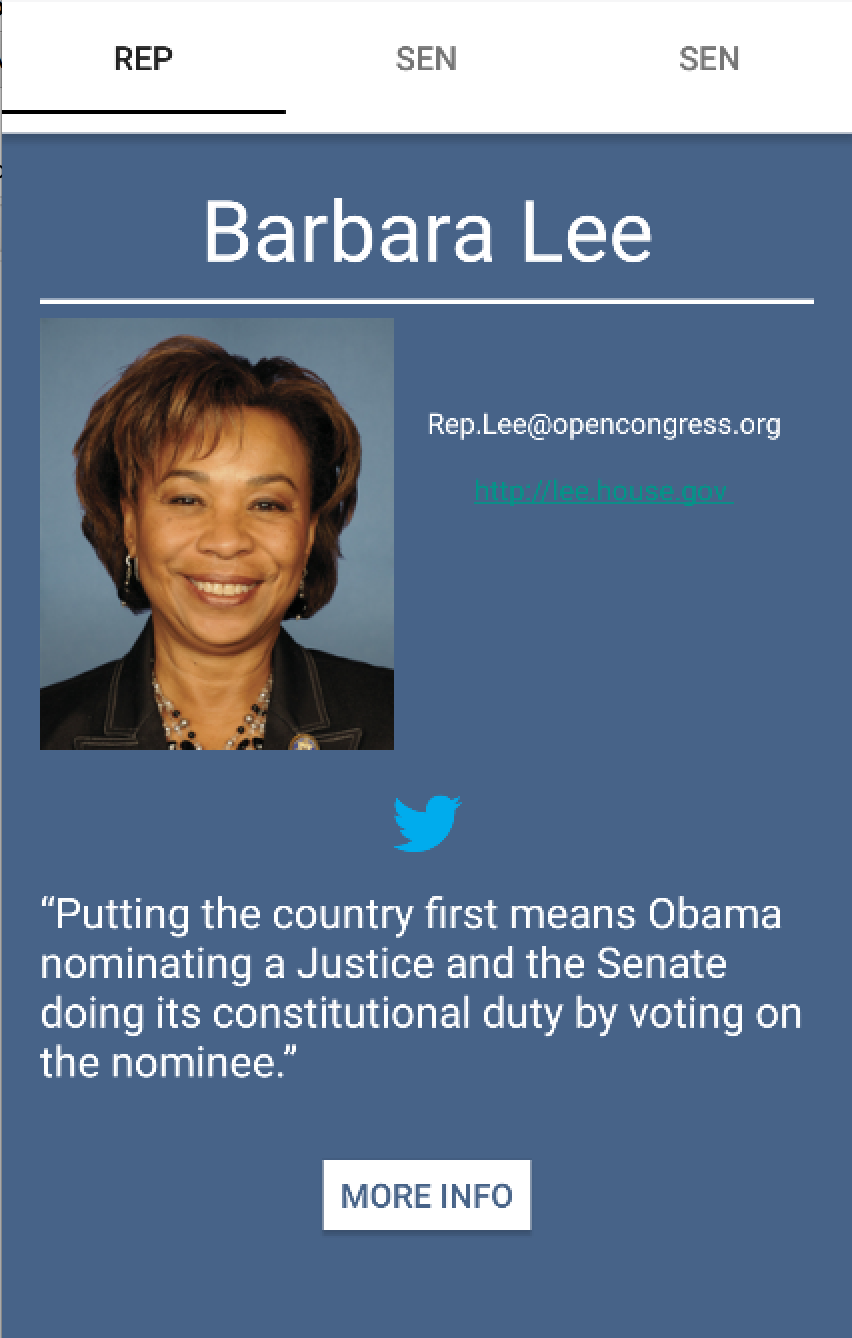 REP SEN SEN
Barbara Lee
Rep.Lee@opencongress.org
http://lee.house.gov
“Putting the country first means Obama
nominating a Justice and the Senate
doing its constitutional duty by voting on
the nominee.”
MORE INFO